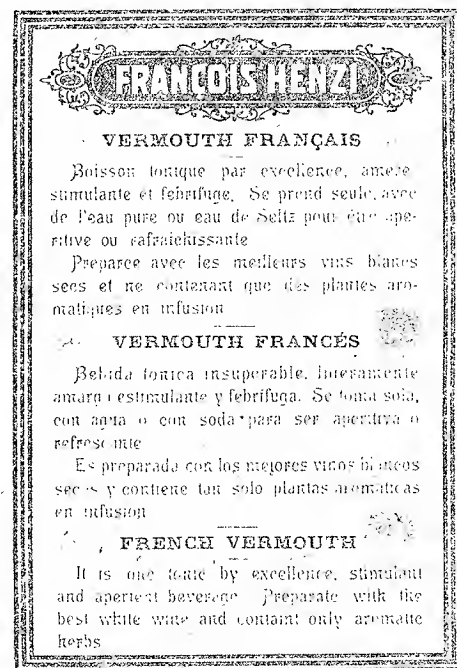 FRANÇOIS HENZI
VERMOUTH FRANÇAIS
Boisson tonique par excellence, amere
stimulante et febrifuge. Se prend seule, avec
de l'eau pure ou eau de Seltz pour être ape-
ritive ou rafraichissante
Preparce avec les meilleurs vins blancs
secs et ne contenant que des plantes aro-
matiques en infusion
VERMOUTH FRANCÉS
Bebida tonica insuperable, lateramente
amarga estimulante y febrifuga. Se toma sola,
con agua o con soda para ser aperitiva o
refrescante
Es preparada con los mejores vinos blancos
secos y contiene tan solo plantas aromaticas
en infusion
FRENCH VERMOUTH
It is one tonic by excellence, stimulant
and apertent beverage Preparate with the
best white wine and containt only aromatic
herbs